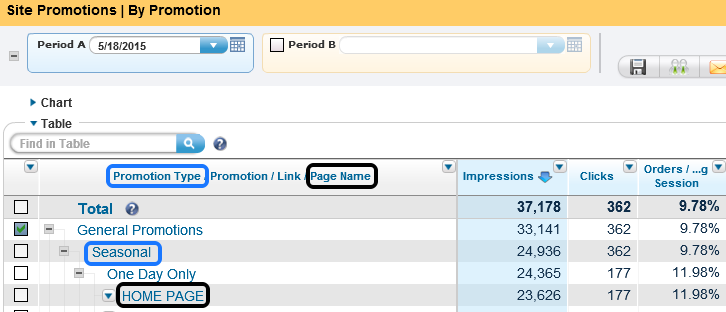 Site Promotions | By Promotion
Period A 5/18/2015 Period B
Chart
Table
Find in Table ?
Promotion Type / Promotion / Link / Page Name Impressions Clicks Orders / ...g Session
Total ? 37,178 362 9.78%
General Promotions 33,141 362 9.78%
Seasonal 24,936 362 9.78%
One Day Only 24,365 177 11.98%
HOME PAGE 23,626 177 11.98%